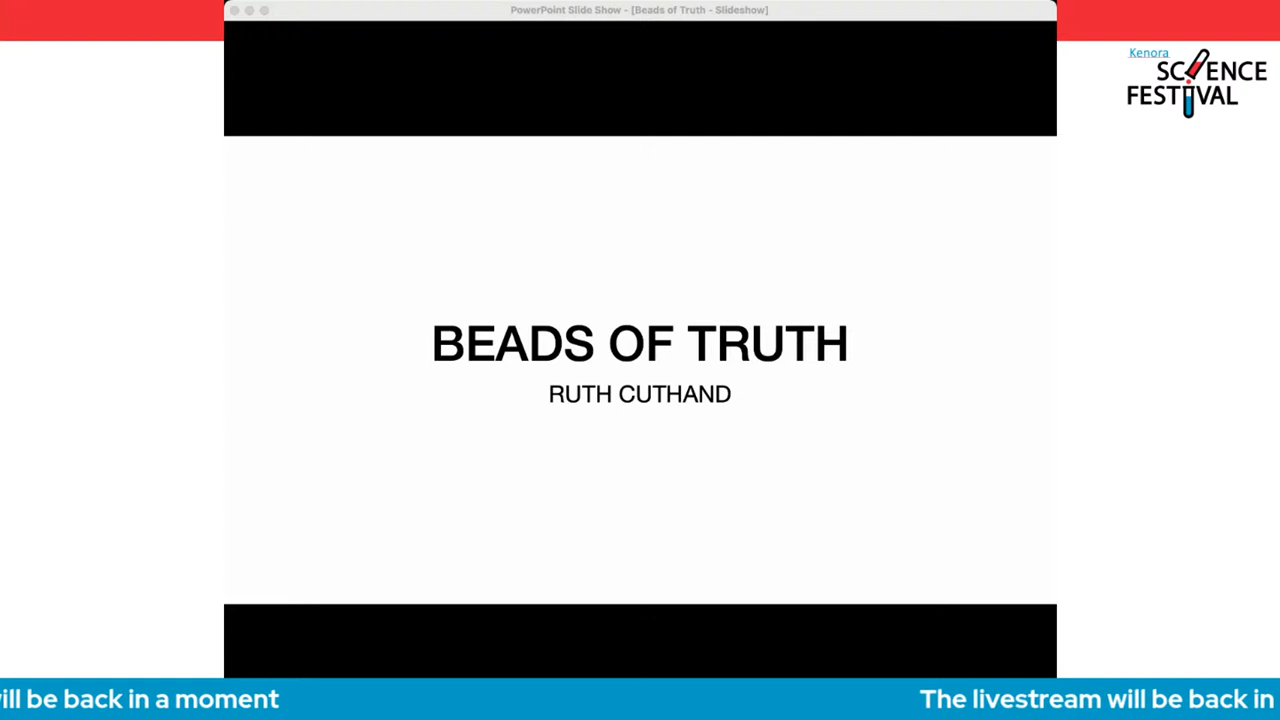 PowerPoint Slide Show - [Beads of Truth - Slideshow]
Kenora
SCIENCE
FESTIVAL
BEADS OF TRUTH
RUTH CUTHAND
ill be back in a moment
The livestream will be back in